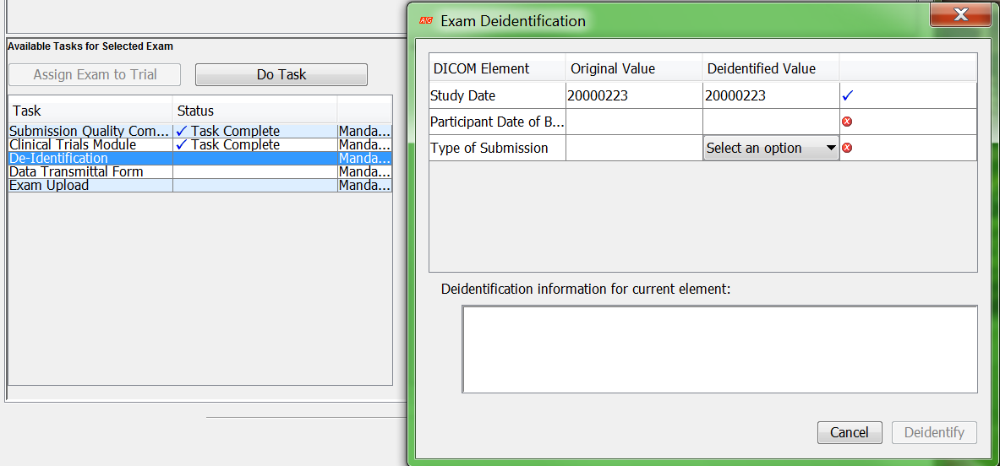 Available Tasks for Selected Exam
Assign Exam to Trial Do Task
Task Status
Submission Quality Com... ✓ Task Complete Manda...
Clinical Trials Module ✓ Task Complete Manda...
De-Identification Manda...
Data Transmittal Form Manda...
Exam Upload Manda...
AG Exam Deidentification X
DICOM Element Original Value Deidentified Value
Study Date 20000223 20000223 ✓
Participant Date of B...
Type of Submission Select an option
Deidentification information for current element:
Cancel Deidentify